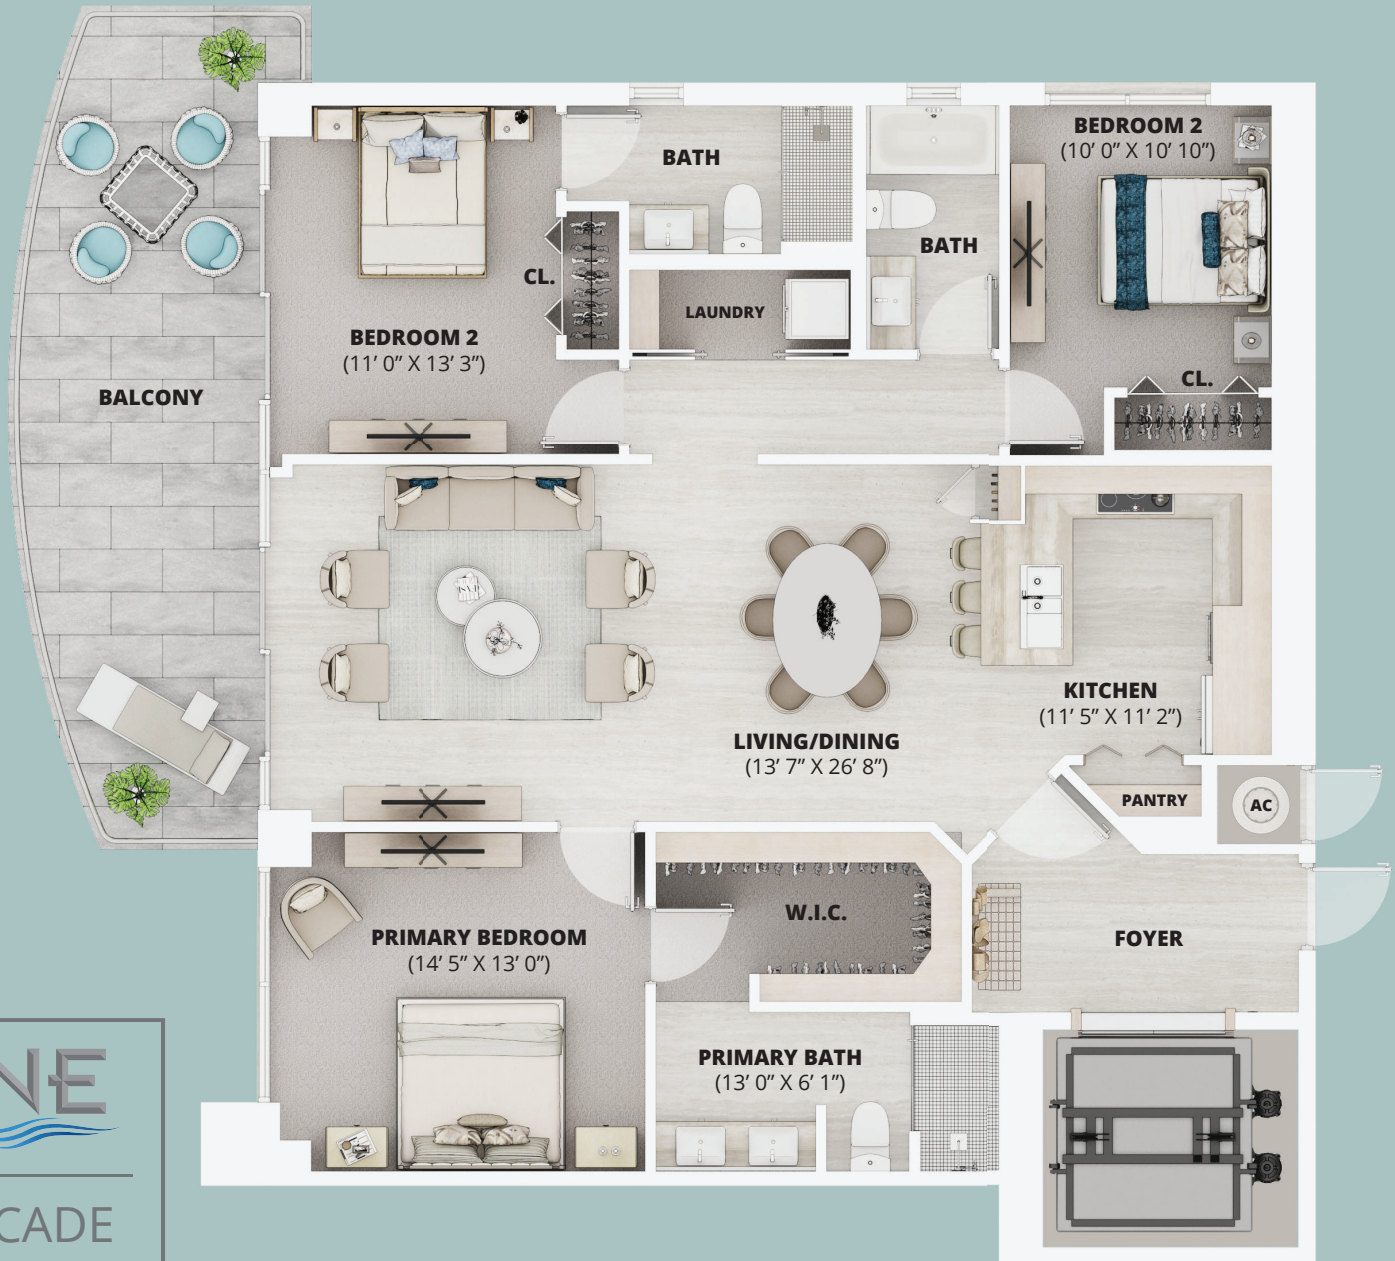 BEDROOM 2
(10’ 0” X 10’ 10”)
BATH
BATH
CL.
LAUNDRY
BEDROOM 2
(11’ 0” X 13’ 3”)
CL.
BALCONY
KITCHEN
(11’ 5” X 11’ 2”)
LIVING/DINING
(13’ 7” X 26’ 8”)
PANTRY
AC
W.I.C.
PRIMARY BEDROOM
(14’ 5” X 13’ 0”)
FOYER
PRIMARY BATH
(13’ 0” X 6’ 1”)
NE
CADE